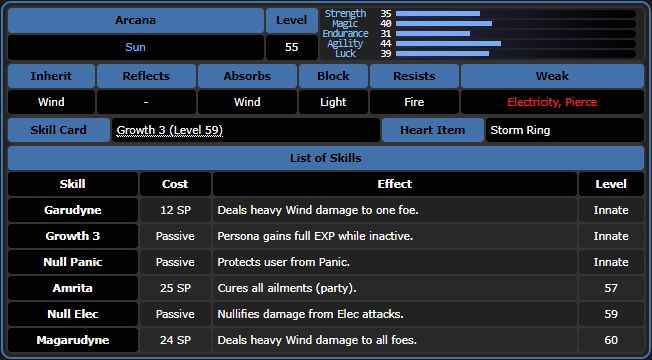 Arcana Level
Sun 55
Strength 35
Magic 40
Endurance 31
Agility 44
Luck 39
Inherit Reflects Absorbs Block Resists Weak
Wind - Wind Light Fire Electricity, Pierce
Skill Card Growth 3 (Level 59) Heart Item Storm Ring
List of Skills
Skill Cost Effect Level
Garudyne 12 SP Deals heavy Wind damage to one foe. Innate
Growth 3 Passive Persona gains full EXP while inactive. Innate
Null Panic Passive Protects user from Panic. Innate
Amrita 25 SP Cures all ailments (party). 57
Null Elec Passive Nullifies damage from Elec attacks. 59
Magarudyne 24 SP Deals heavy Wind damage to all foes. 60